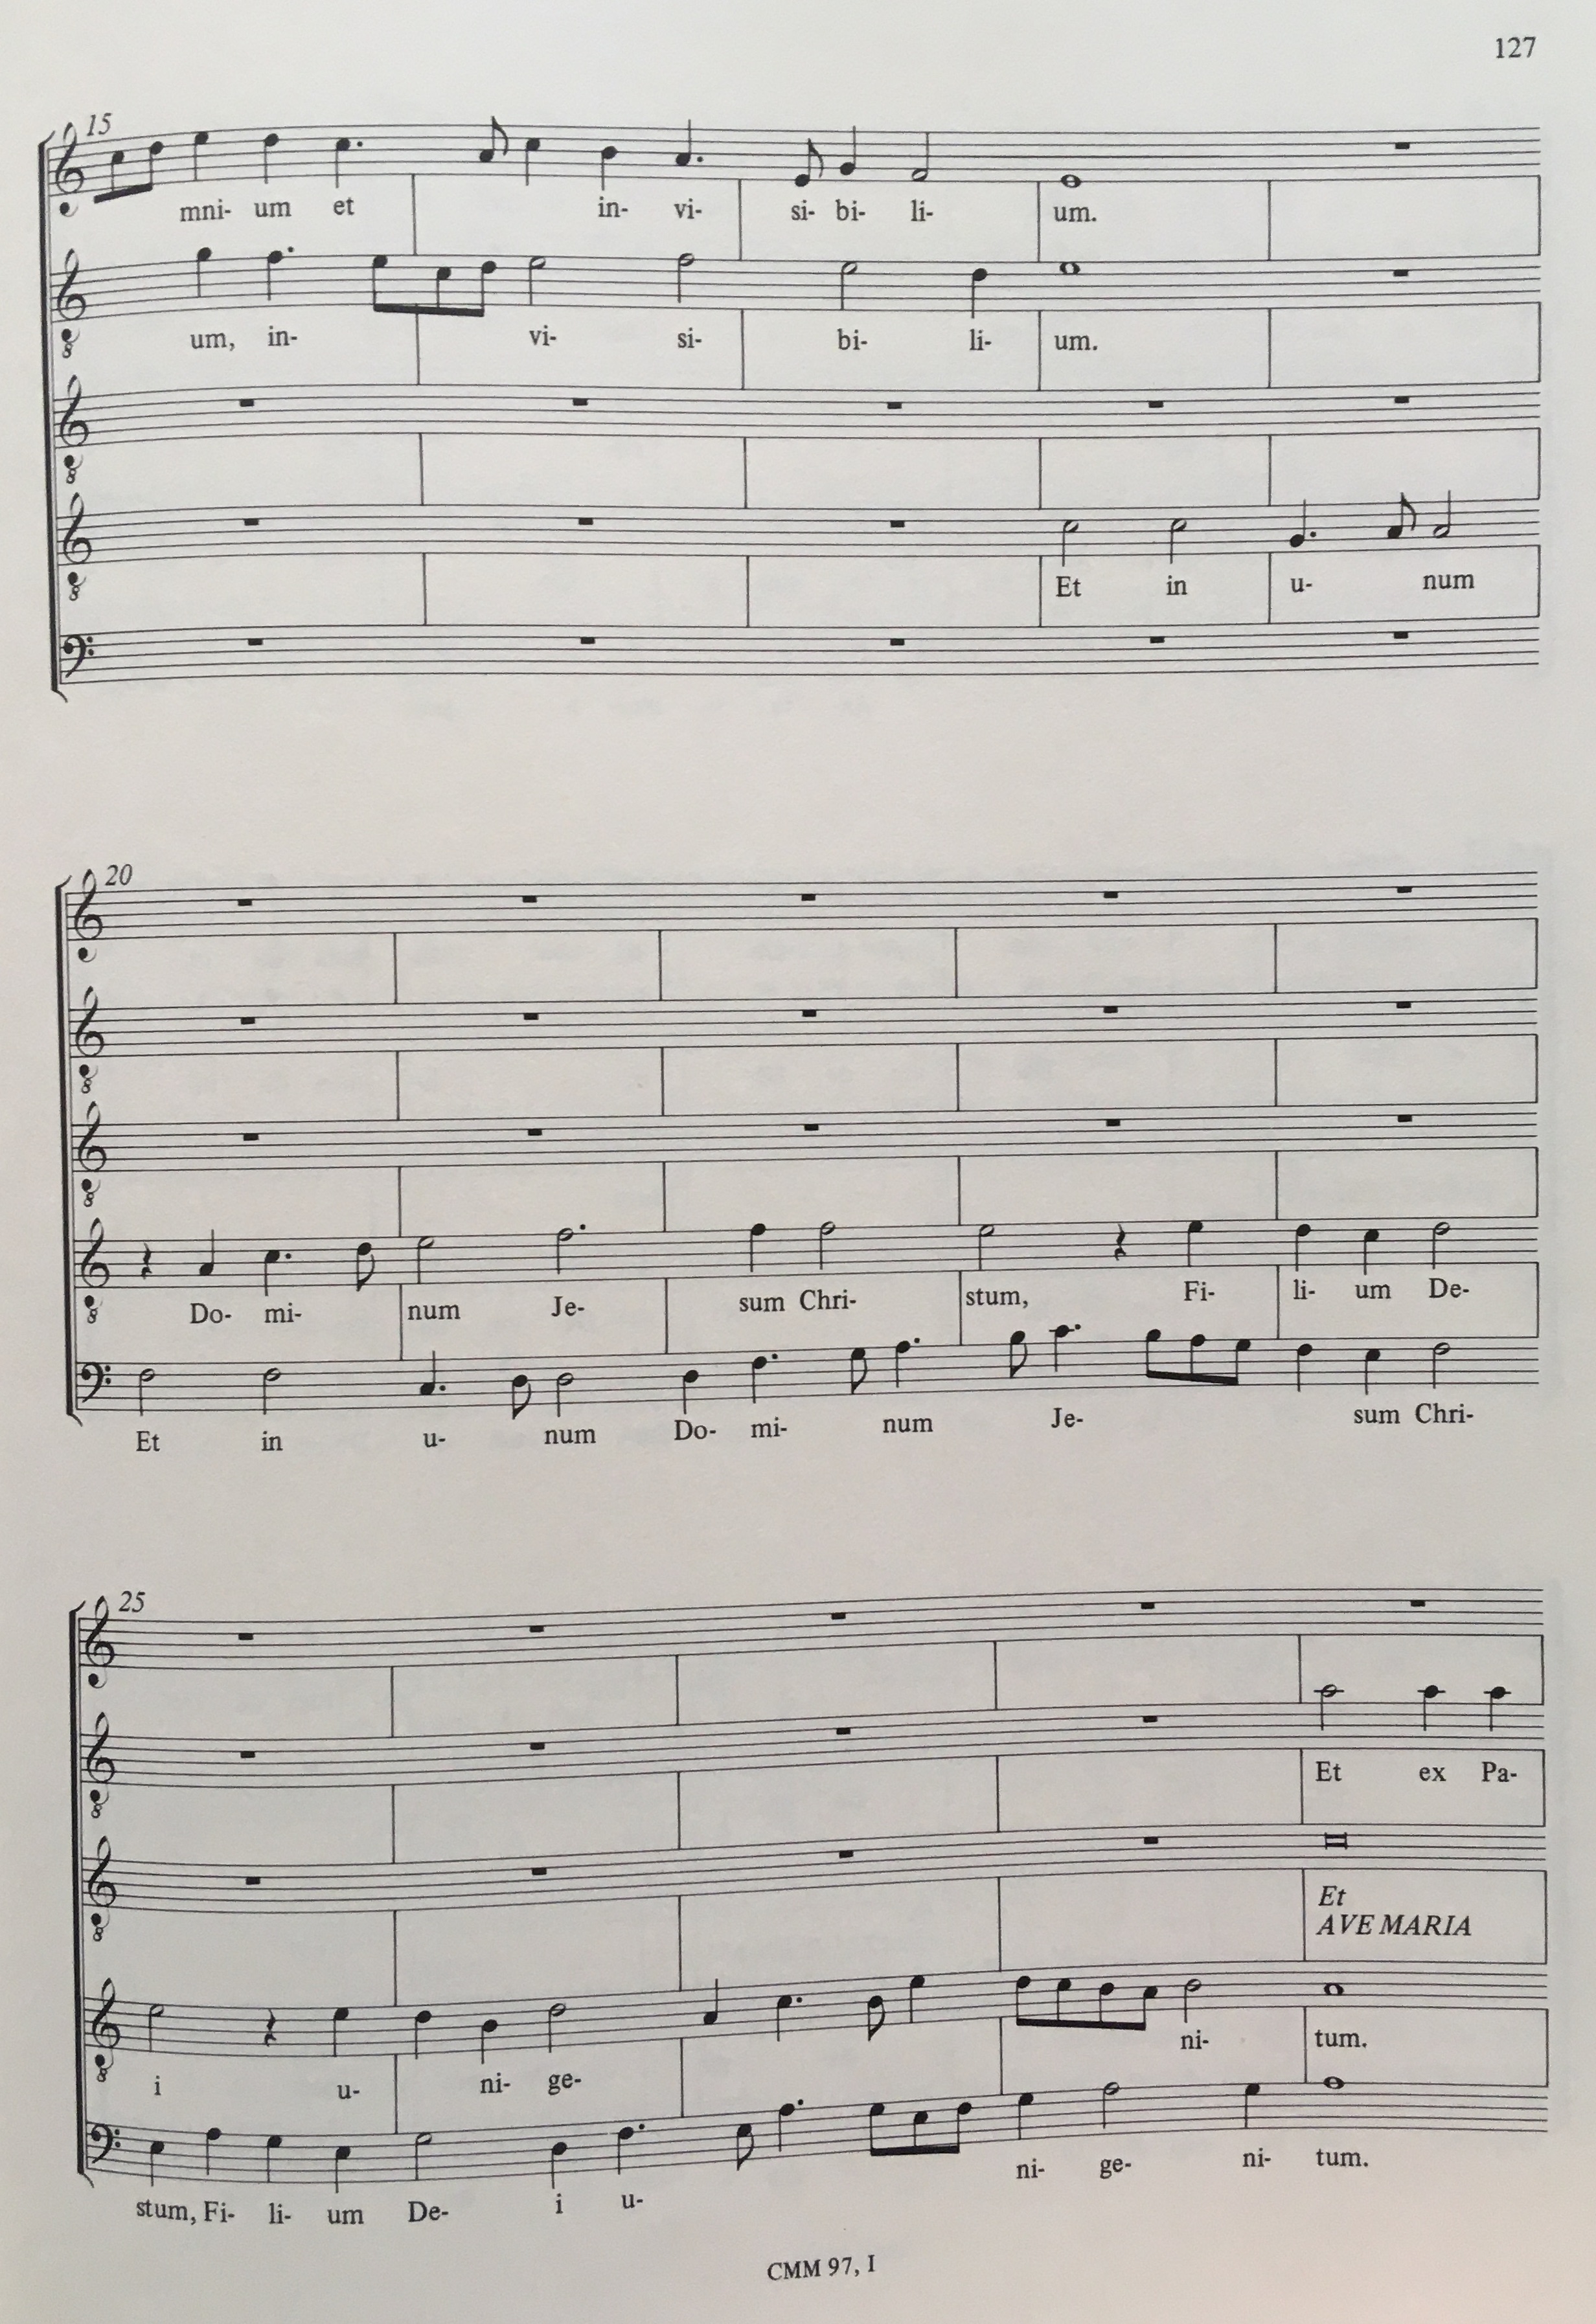 127
15
mni- um et in- vi- si- bi- li- um.
um, in- vi- si- bi- li- um.
Et in u- num
20
Do- mi- num Je- sum Chri- stum, Fi- li- um De-
Et in u- num Do- mi- num Je- sum Chri-
25
Et ex Pa-
Et
AVE MARIA
i u- ni- ge- ni- tum.
stum, Fi- li- um De- i u- ni- ge- ni- tum.
CMM 97, I